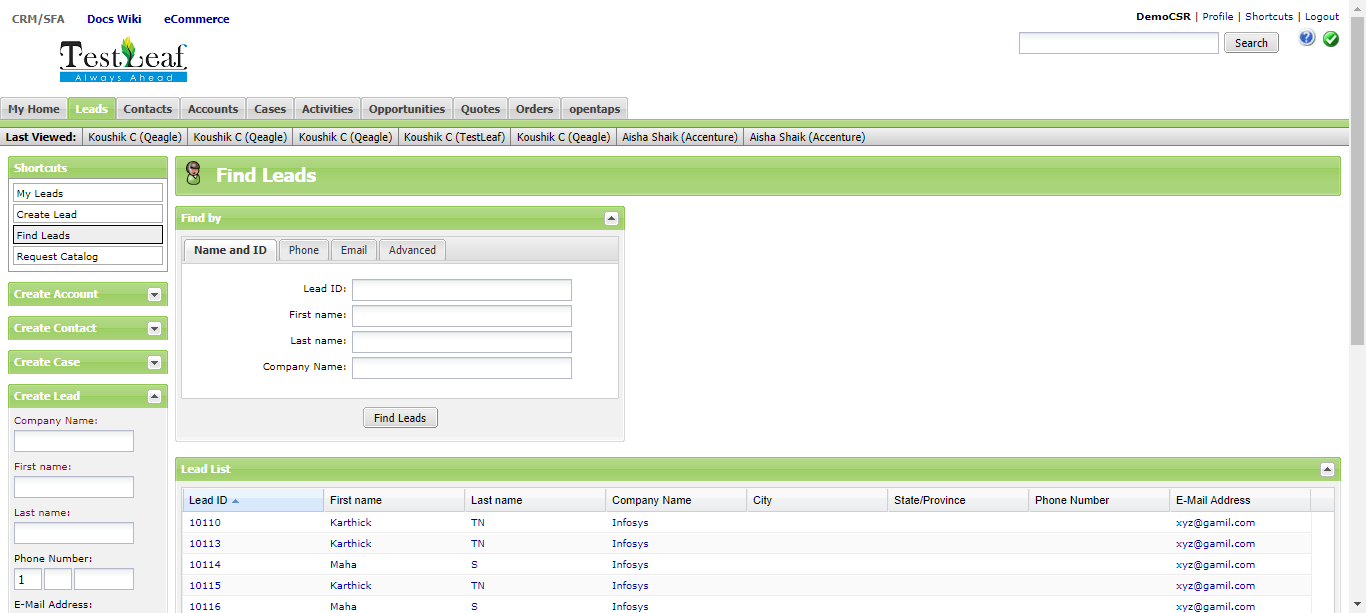 CRM/SFA Docs Wiki eCommerce
DemoCSR | Profile | Shortcuts | Logout
TestLeaf
Always Ahead
Search
My Home Leads Contacts Accounts Cases Activities Opportunities Quotes Orders opentaps
Last Viewed: Koushik C (Qeagle) Koushik C (Qeagle) Koushik C (Qeagle) Koushik C (TestLeaf) Koushik C (Qeagle) Aisha Shaik (Accenture) Aisha Shaik (Accenture)
Shortcuts
My Leads
Create Lead
Find Leads
Request Catalog
Create Account
Create Contact
Create Case
Create Lead
Company Name:
First name:
Last name:
Phone Number:
1
E-Mail Address:
Find Leads
Find by
Name and ID Phone Email Advanced
Lead ID:
First name:
Last name:
Company Name:
Find Leads
Lead List
Lead ID First name Last name Company Name City State/Province Phone Number E-Mail Address
10110 Karthick TN Infosys xyz@gamil.com
10113 Karthick TN Infosys xyz@gamil.com
10114 Maha S Infosys xyz@gamil.com
10115 Karthick TN Infosys xyz@gamil.com
10116 Maha S Infosys xyz@gamil.com